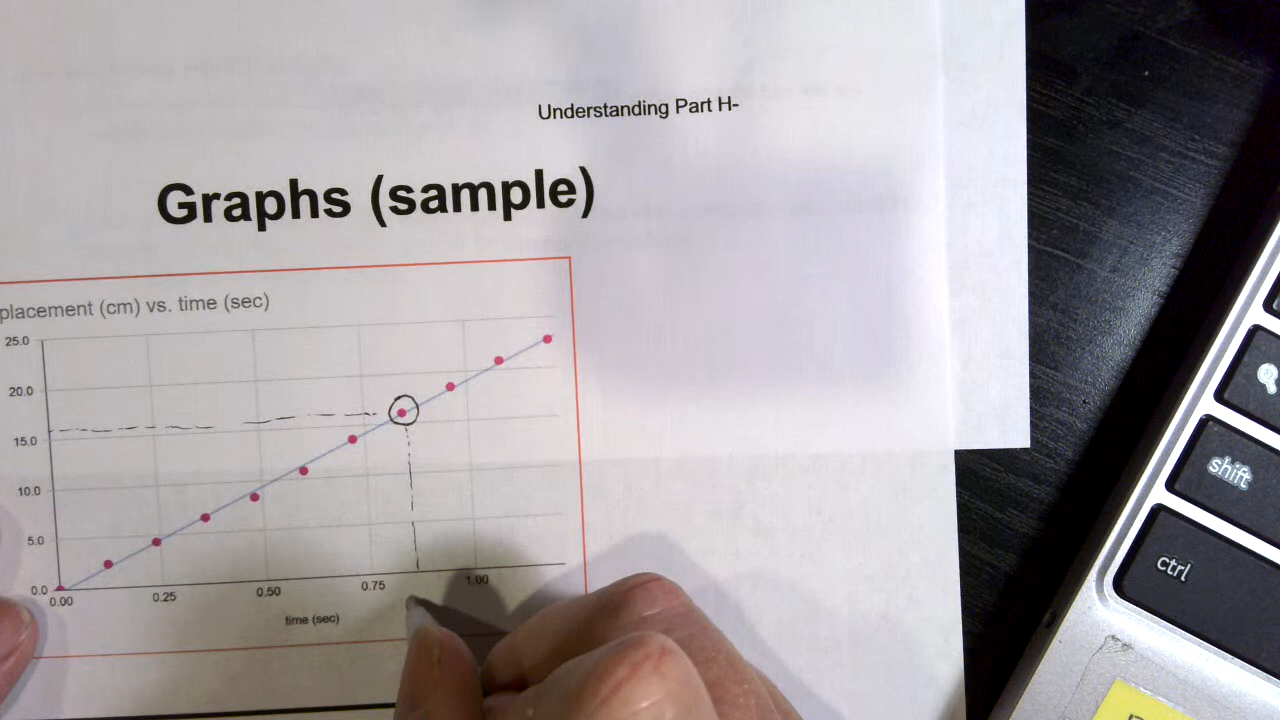 Understanding Part H-
Graphs (sample)
placement (cm) vs. time (sec)
25.0
20.0
15.0
10.0
5.0
0.0
0.00 0.25 0.50 0.75 1.00
time (sec)
shift
ctrl